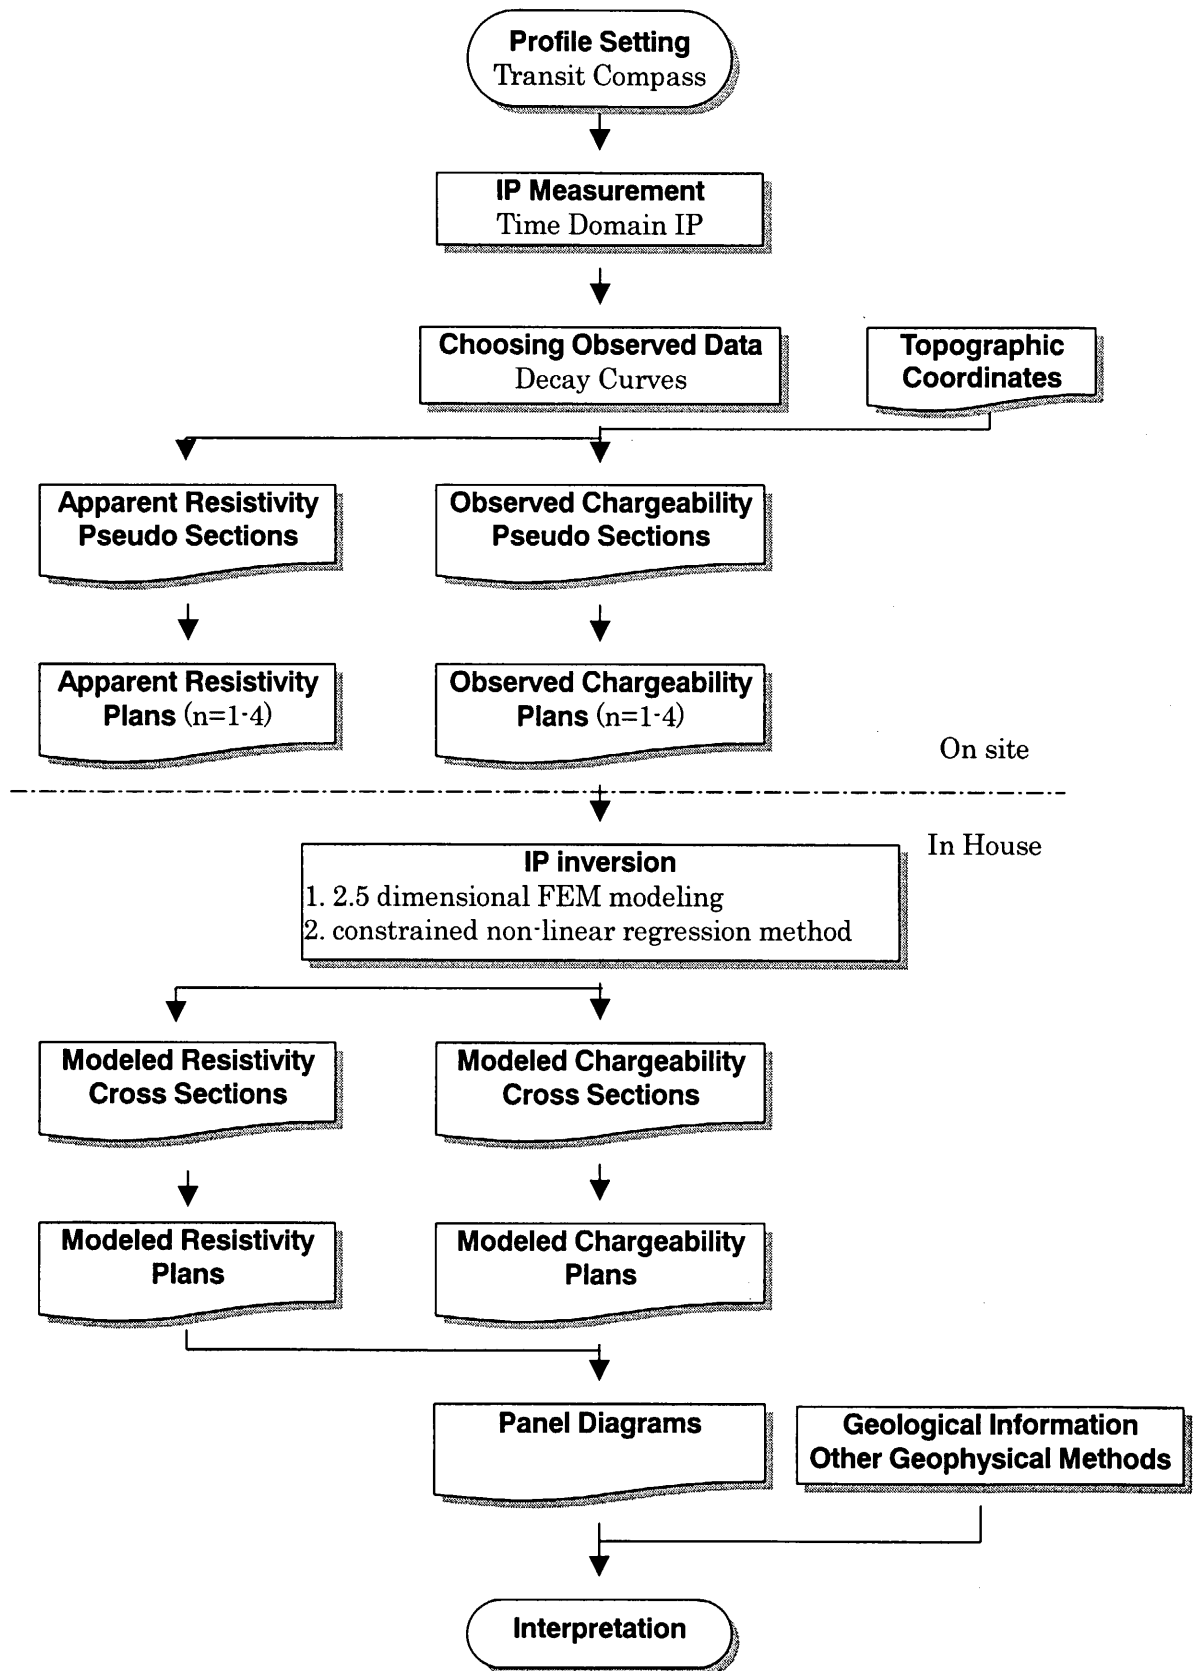 Profile Setting
Transit Compass
IP Measurement
Time Domain IP
Choosing Observed Data
Decay Curves
Topographic
Coordinates
Apparent Resistivity
Pseudo Sections
Observed Chargeability
Pseudo Sections
Apparent Resistivity
Plans (n=1-4)
Observed Chargeability
Plans (n=1-4)
On site
In House
IP inversion
1. 2.5 dimensional FEM modeling
2. constrained non-linear regression method
Modeled Resistivity
Cross Sections
Modeled Chargeability
Cross Sections
Modeled Resistivity
Plans
Modeled Chargeability
Plans
Panel Diagrams
Geological Information
Other Geophysical Methods
Interpretation